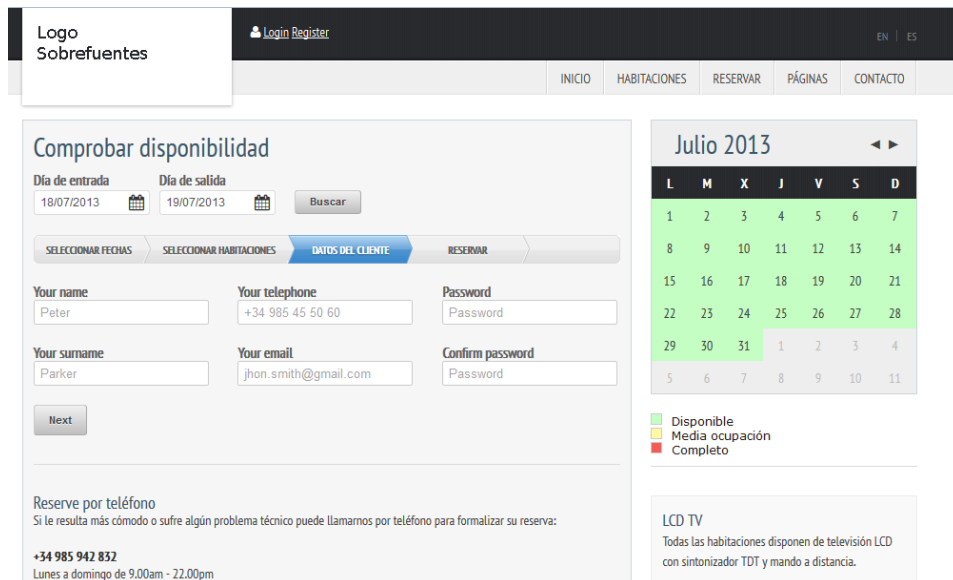 Logo
Sobrefuentes
Login Register
EN | ES
INICIO HABITACIONES RESERVAR PÁGINAS CONTACTO
Comprobar disponibilidad
Día de entrada Día de salida
18/07/2013 19/07/2013 Buscar
SELECCIONAR FECHAS SELECCIONAR HABITACIONES DATOS DEL CLIENTE RESERVAR
Your name Your telephone Password
Peter +34 985 45 50 60 Password
Your surname Your email Confirm password
Parker jhon.smith@gmail.com Password
Next
Reserve por teléfono
Si le resulta más cómodo o sufre algún problema técnico puede llamarnos por teléfono para formalizar su reserva:
+34 985 942 832
Lunes a domingo de 9.00am - 22.00pm
Julio 2013
L M X J V S D
1 2 3 4 5 6 7
8 9 10 11 12 13 14
15 16 17 18 19 20 21
22 23 24 25 26 27 28
29 30 31 1 2 3 4
5 6 7 8 9 10 11
Disponible
Media ocupación
Completo
LCD TV
Todas las habitaciones disponen de televisión LCD
con sintonizador TDT y mando a distancia.